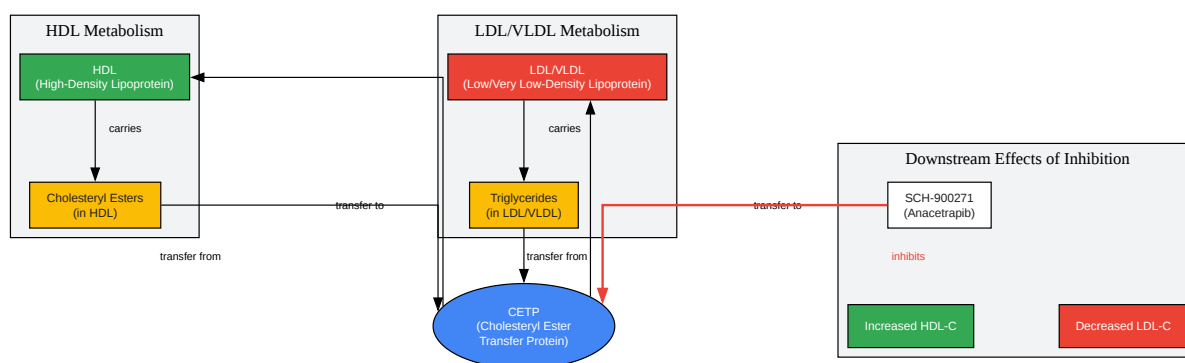 HDL Metabolism
HDL
(High-Density Lipoprotein)
carries
Cholesteryl Esters
(in HDL)
transfer from
LDL/VLDL Metabolism
LDL/VLDL
(Low/Very Low-Density Lipoprotein)
carries
Triglycerides
(in LDL/VLDL)
transfer to
transfer from
CETP
(Cholesteryl Ester
Transfer Protein)
transfer to
Downstream Effects of Inhibition
SCH-900271
(Anacetrapib)
inhibits
Increased HDL-C
Decreased LDL-C